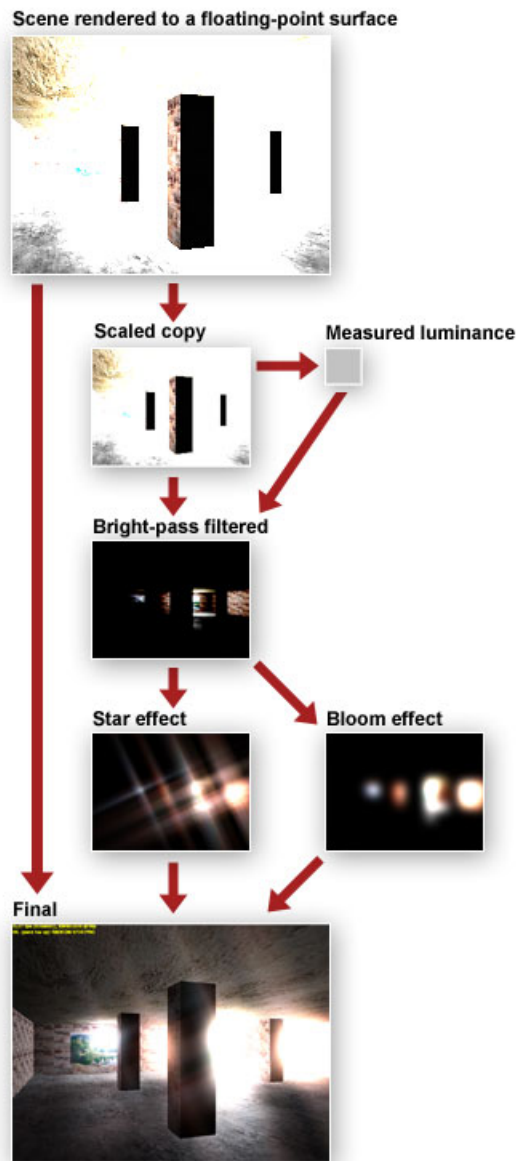 Scene rendered to a floating-point surface
Scaled copy
Measured luminance
Bright-pass filtered
Star effect
Bloom effect
Final